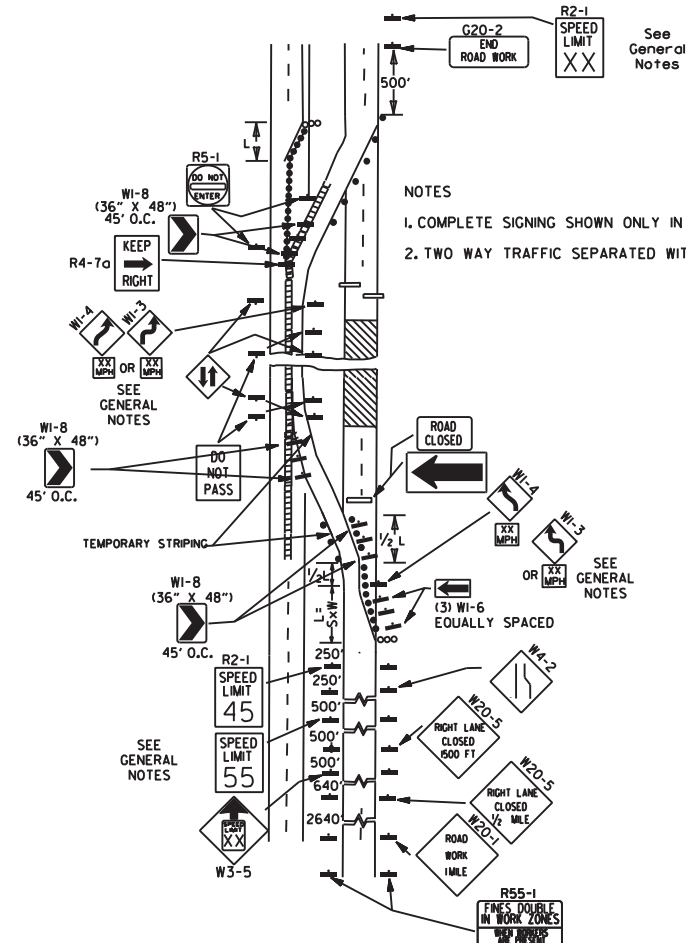 R2-1
SPEED
LIMIT
XX
See
General
Notes
G20-2
END
ROAD WORK
500'
L
R5-1
DO NOT
ENTER
W1-8
(36" X 48")
45' O.C.
KEEP
RIGHT
R4-7a
NOTES
1. COMPLETE SIGNING SHOWN ONLY IN
2. TWO WAY TRAFFIC SEPARATED WIT
W1-4
W1-3
XX
MPH
OR
XX
MPH
SEE
GENERAL
NOTES
W1-8
(36" X 48")
45' O.C.
DO
NOT
PASS
ROAD
CLOSED
W1-4
XX
MPH
W1-3
OR
XX
MPH
SEE
GENERAL
NOTES
TEMPORARY STRIPING
1/2 L
1/2L
L=
SxW
W1-8
(36" X 48")
45' O.C.
(3) W1-6
EQUALLY SPACED
250'
R2-1
SPEED
LIMIT
45
250'
W4-2
500'
SPEED
LIMIT
55
500'
W20-5
RIGHT LANE
CLOSED
1500 FT
SEE
GENERAL
NOTES
500'
640'
W20-5
RIGHT LANE
CLOSED
1/2 MILE
SPEED
LIMIT
XX
W3-5
2640'
W20-1
ROAD
WORK
1 MILE
R55-1
FINES DOUBLE
IN WORK ZONES
WHEN WORKERS
ARE PRESENT